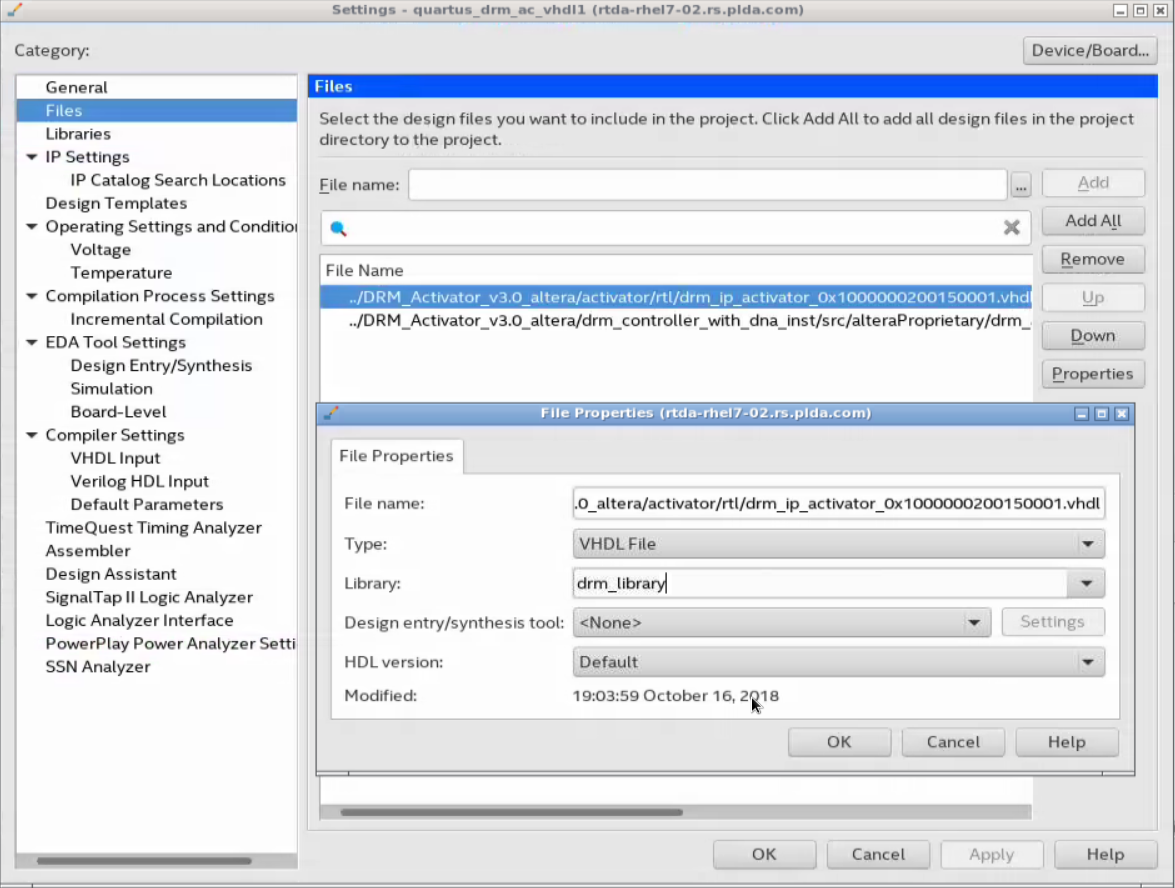 Settings - quartus_drm_ac_vhdl1 (rtda-rhel7-02.rs.plda.com)
Category:
Device/Board...
General
Files
Libraries
IP Settings
IP Catalog Search Locations
Design Templates
Operating Settings and Conditio
Voltage
Temperature
Compilation Process Settings
Incremental Compilation
EDA Tool Settings
Design Entry/Synthesis
Simulation
Board-Level
Compiler Settings
VHDL Input
Verilog HDL Input
Default Parameters
TimeQuest Timing Analyzer
Assembler
Design Assistant
SignalTap II Logic Analyzer
Logic Analyzer Interface
PowerPlay Power Analyzer Setti
SSN Analyzer
Files
Select the design files you want to include in the project. Click Add All to add all design files in the project
directory to the project.
File name:
...
Add
Add All
Remove
Up
Down
Properties
File Name
../DRM_Activator_v3.0_altera/activator/rtl/drm_ip_activator_0x1000000200150001.vhdl
../DRM_Activator_v3.0_altera/drm_controller_with_dna_inst/src/alteraProprietary/drm_
File Properties (rtda-rhel7-02.rs.plda.com)
File Properties
File name: .0_altera/activator/rtl/drm_ip_activator_0x1000000200150001.vhdl
Type: VHDL File
Library: drm_library
Design entry/synthesis tool: <None> Settings
HDL version: Default
Modified: 19:03:59 October 16, 2018
OK Cancel Help
OK Cancel Apply Help